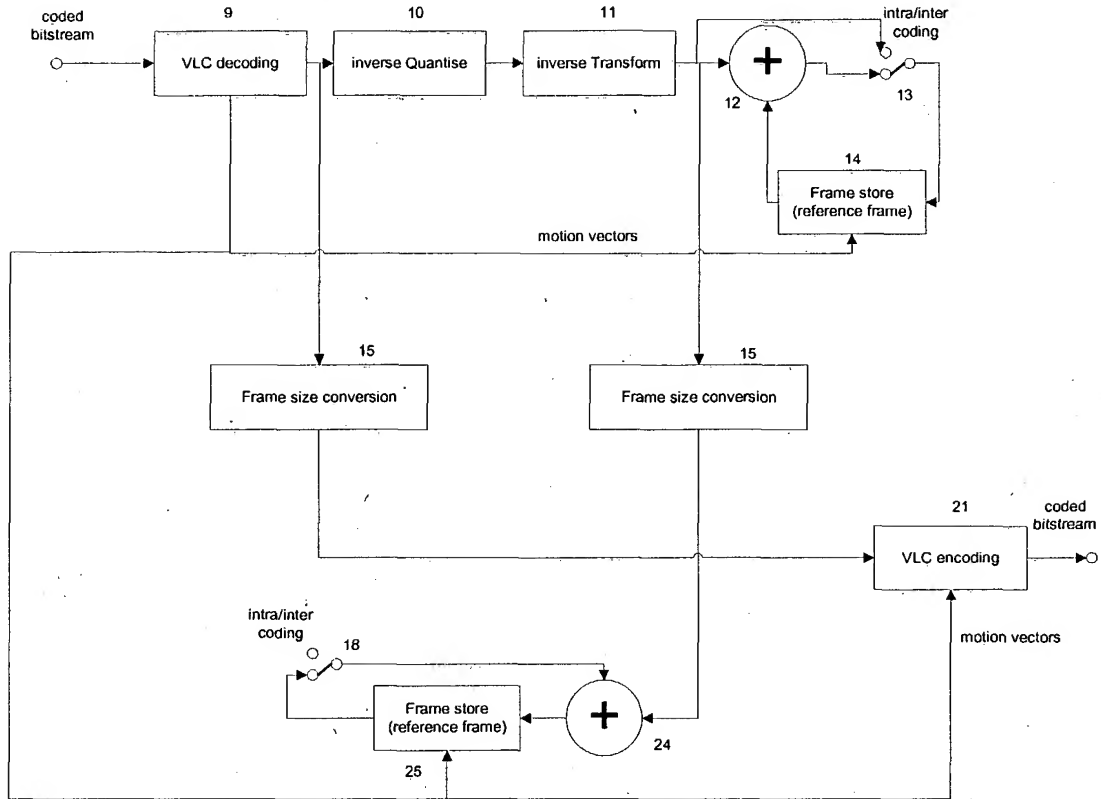 9
10
11
coded
bitstream
intra/inter
coding
VLC decoding
inverse Quantise
inverse Transform
+
12
13
14
Frame store
(reference frame)
motion vectors
15
15
Frame size conversion
Frame size conversion
21
coded
bitstream
VLC encoding
intra/inter
coding
18
motion vectors
Frame store
(reference frame)
+
24
25